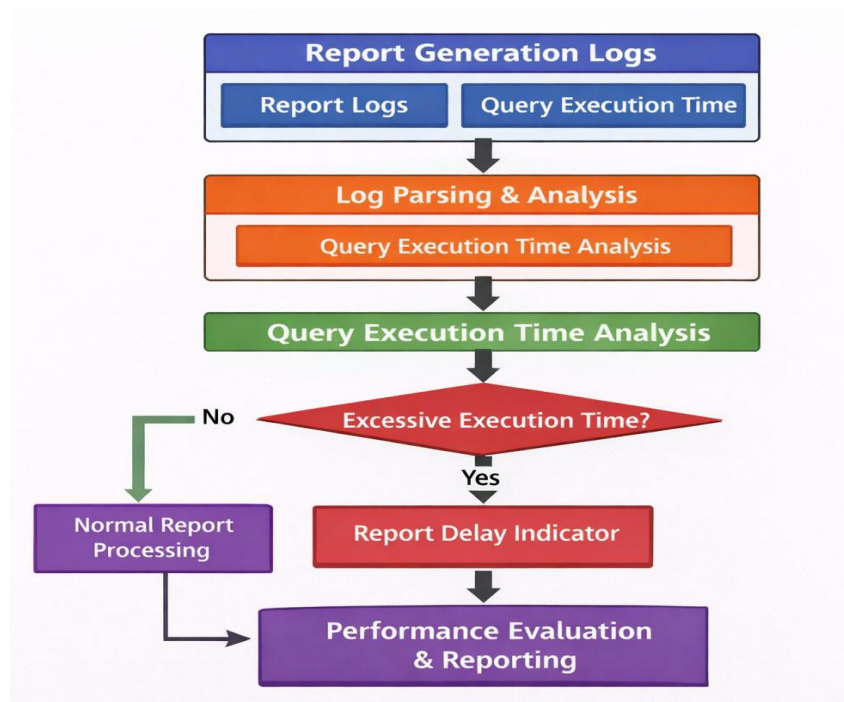 Report Generation Logs
Report Logs
Query Execution Time
Log Parsing & Analysis
Query Execution Time Analysis
Query Execution Time Analysis
Excessive Execution Time?
No
Yes
Normal Report
Processing
Report Delay Indicator
Performance Evaluation
& Reporting